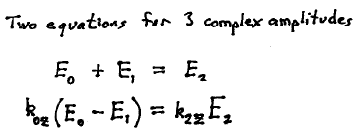 Two equations for 3 complex amplitudes
E₀ + E₁ = E₂
k₀z (E₀ - E₁) = k₂z E₂